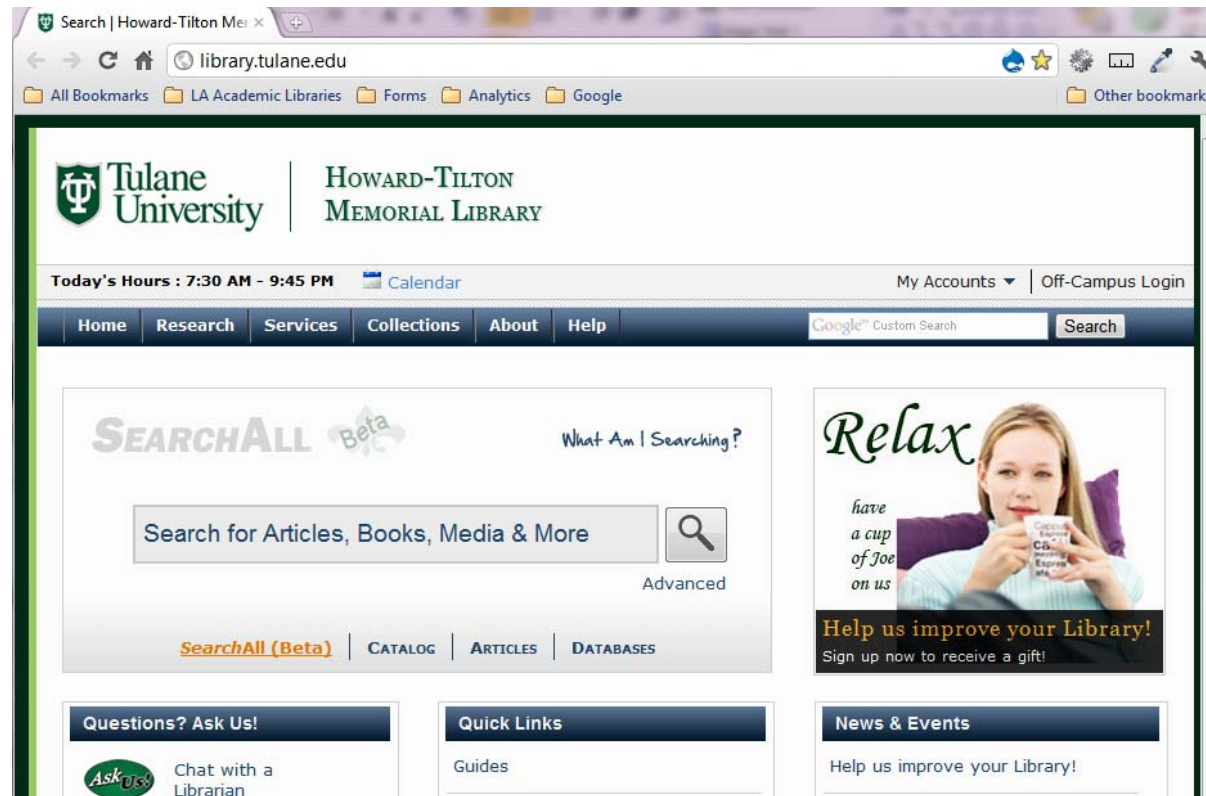 Search | Howard-Tilton Mer
library.tulane.edu
All Bookmarks LA Academic Libraries Forms Analytics Google Other bookmark
Tulane University
HOWARD-TILTON MEMORIAL LIBRARY
Today's Hours : 7:30 AM - 9:45 PM Calendar My Accounts Off-Campus Login
Home Research Services Collections About Help Google™ Custom Search Search
SEARCHALL Beta What Am I Searching?
Search for Articles, Books, Media & More
Advanced
SearchAll (Beta) CATALOG ARTICLES DATABASES
Relax
have
a cup
of Joe
on us
Help us improve your Library!
Sign up now to receive a gift!
Questions? Ask Us!
Ask Us!
Chat with a
Librarian
Quick Links
Guides
News & Events
Help us improve your Library!